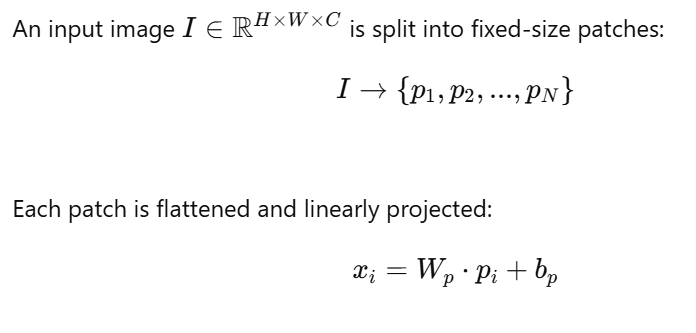 An input image I ∈ ℝ^{H×W×C} is split into fixed-size patches:
I → {p₁, p₂, ..., p_N}
Each patch is flattened and linearly projected:
x_i = W_p · p_i + b_p